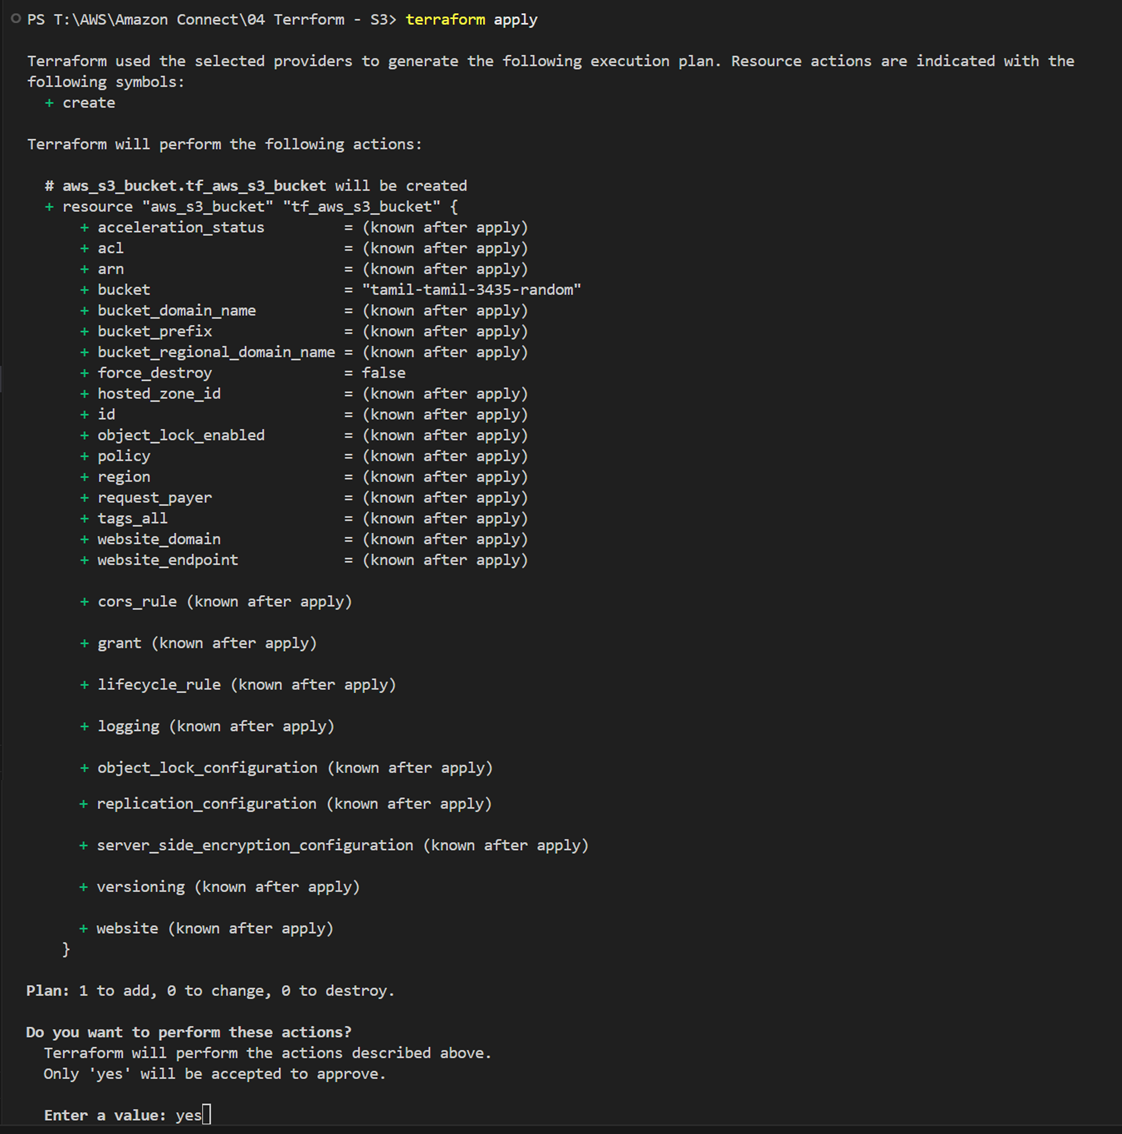 PS T:\AWS\Amazon Connect\04 Terrform - S3> terraform apply
Terraform used the selected providers to generate the following execution plan. Resource actions are indicated with the
following symbols:
+ create
Terraform will perform the following actions:
# aws_s3_bucket.tf_aws_s3_bucket will be created
+ resource "aws_s3_bucket" "tf_aws_s3_bucket" {
+ acceleration_status = (known after apply)
+ acl = (known after apply)
+ arn = (known after apply)
+ bucket = "tamil-tamil-3435-random"
+ bucket_domain_name = (known after apply)
+ bucket_prefix = (known after apply)
+ bucket_regional_domain_name = (known after apply)
+ force_destroy = false
+ hosted_zone_id = (known after apply)
+ id = (known after apply)
+ object_lock_enabled = (known after apply)
+ policy = (known after apply)
+ region = (known after apply)
+ request_payer = (known after apply)
+ tags_all = (known after apply)
+ website_domain = (known after apply)
+ website_endpoint = (known after apply)
+ cors_rule (known after apply)
+ grant (known after apply)
+ lifecycle_rule (known after apply)
+ logging (known after apply)
+ object_lock_configuration (known after apply)
+ replication_configuration (known after apply)
+ server_side_encryption_configuration (known after apply)
+ versioning (known after apply)
+ website (known after apply)
}
Plan: 1 to add, 0 to change, 0 to destroy.
Do you want to perform these actions?
Terraform will perform the actions described above.
Only 'yes' will be accepted to approve.
Enter a value: yes